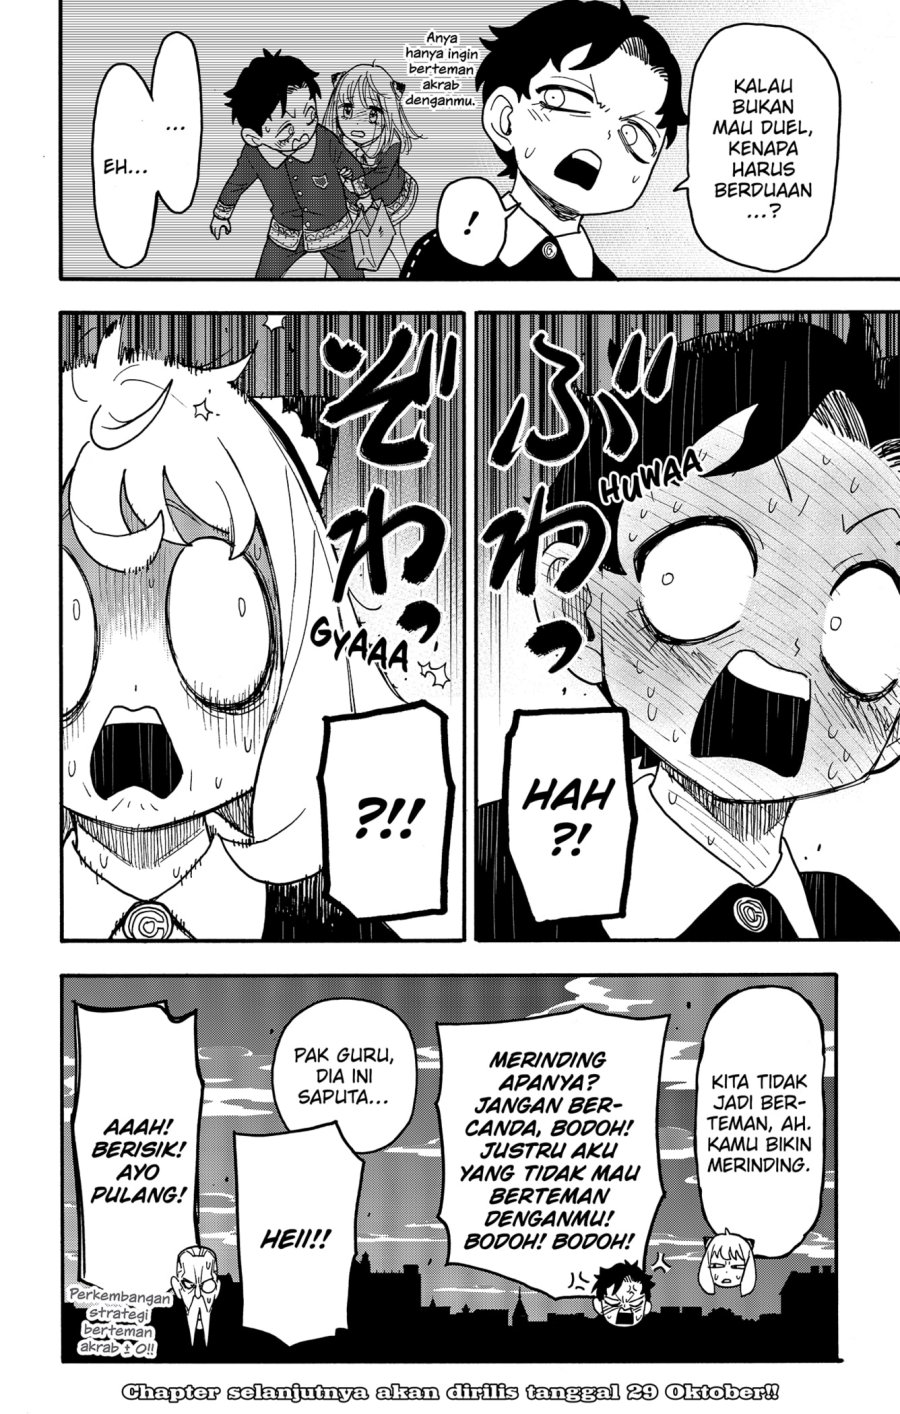 KALAU
BUKAN
MAU DUEL,
KENAPA
HARUS
BERDUAAN
...?
!
Anya
hanya ingin
berteman
akrab
denganmu.
...
EH...
ぶわっ
HUWAA
HAH
?!
ぞわっ
GYAAA
?!!
KITA TIDAK
JADI BER-
TEMAN, AH.
KAMU BIKIN
MERINDING.
MERINDING
APANYA?
JANGAN BER-
CANDA, BODOH!
JUSTRU AKU
YANG TIDAK MAU
BERTEMAN
DENGANMU!
BODOH! BODOH!
PAK GURU,
DIA INI
SAPUTA...
HEII!!
AAAH!
BERISIK!
AYO
PULANG!
Perkembangan
strategi
berteman
akrab ± 0!!
Chapter selanjutnya akan dirilis tanggal 29 Oktober!!